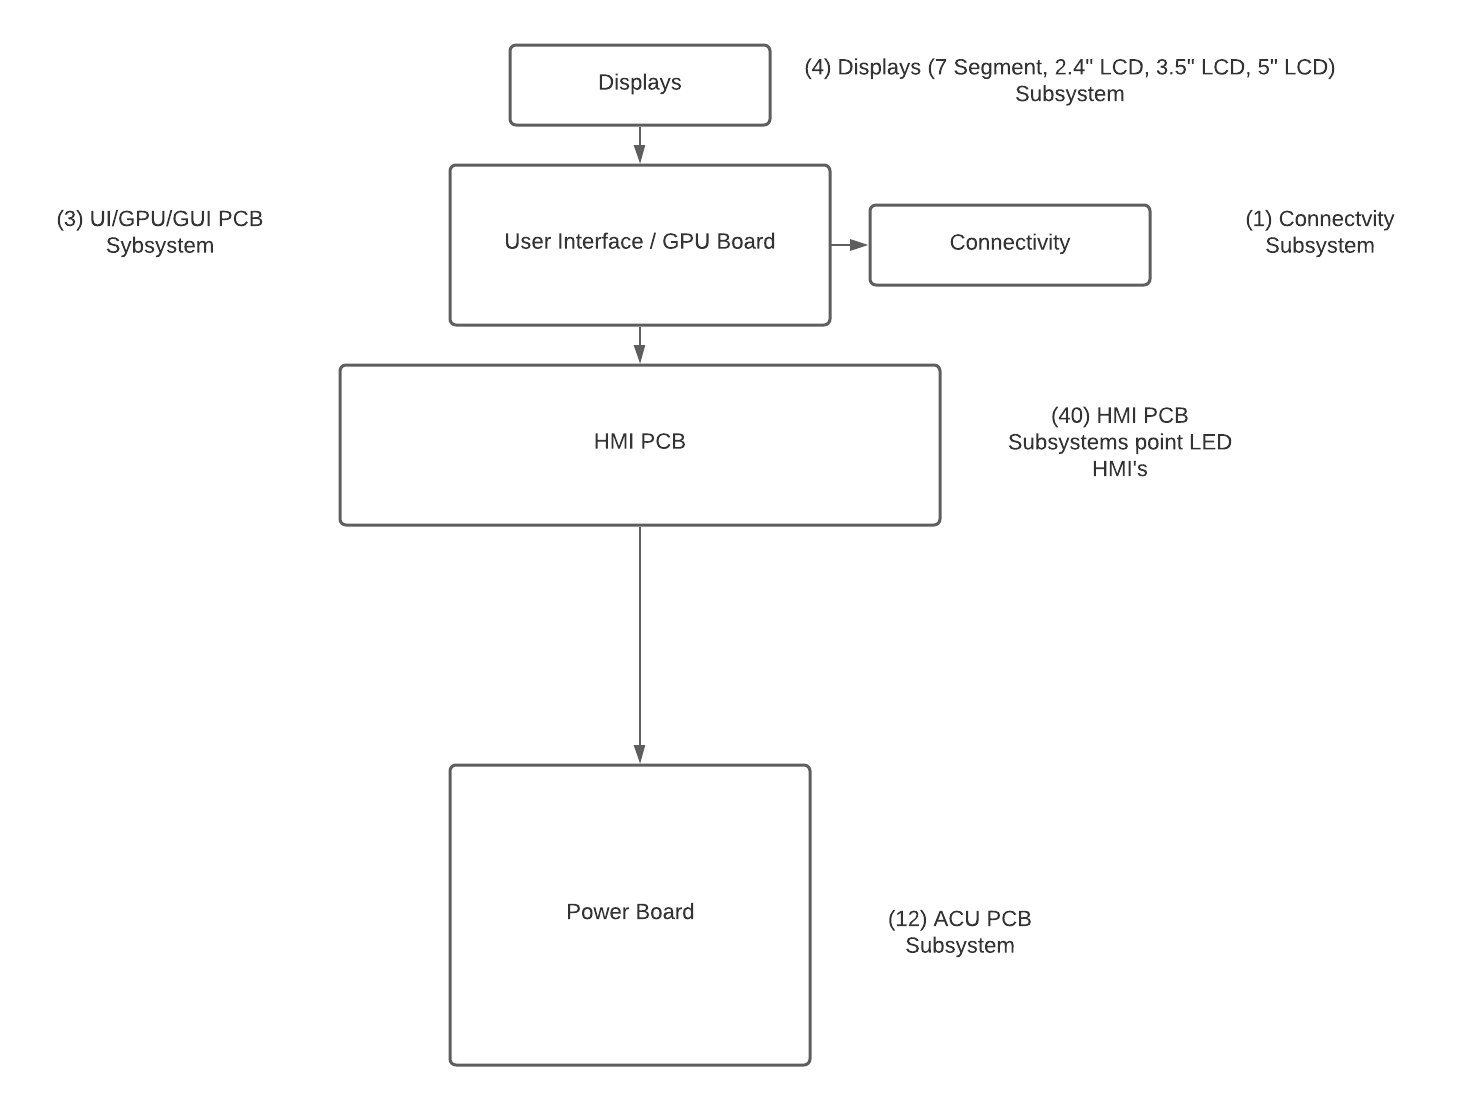 Displays
(4) Displays (7 Segment, 2.4" LCD, 3.5" LCD, 5" LCD)
Subsystem
(3) UI/GPU/GUI PCB
Sybsystem
User Interface / GPU Board
Connectivity
(1) Connectvity
Subsystem
HMI PCB
(40) HMI PCB
Subsystems point LED
HMI's
Power Board
(12) ACU PCB
Subsystem